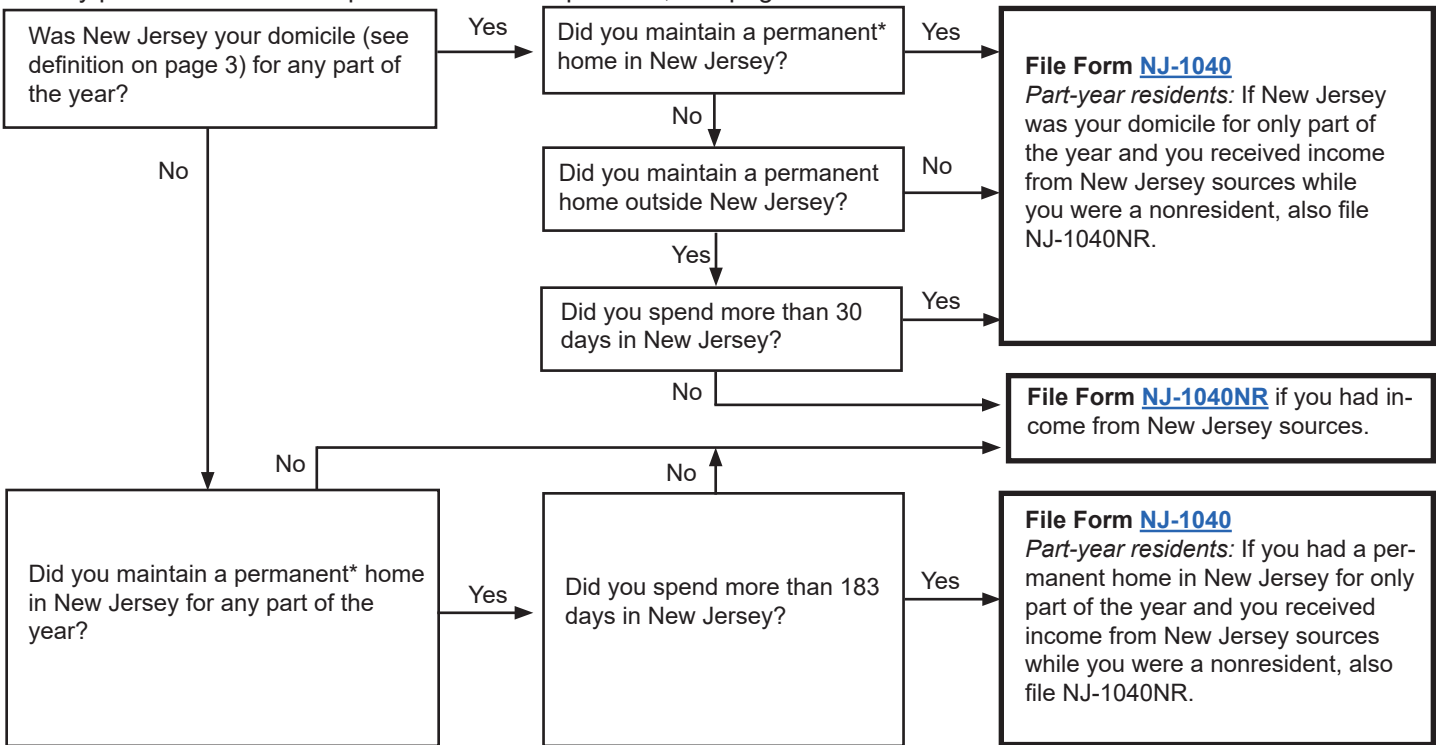 Was New Jersey your domicile (see
definition on page 3) for any part of
the year?
Yes
Did you maintain a permanent*
home in New Jersey?
Yes
File Form NJ-1040
Part-year residents: If New Jersey
was your domicile for only part of
the year and you received income
from New Jersey sources while
you were a nonresident, also file
NJ-1040NR.
No
No
Did you maintain a permanent
home outside New Jersey?
No
Yes
Did you spend more than 30
days in New Jersey?
Yes
No
File Form NJ-1040NR if you had in-
come from New Jersey sources.
No
No
Did you maintain a permanent* home
in New Jersey for any part of the
year?
Yes
Did you spend more than 183
days in New Jersey?
Yes
File Form NJ-1040
Part-year residents: If you had a per-
manent home in New Jersey for only
part of the year and you received
income from New Jersey sources
while you were a nonresident, also
file NJ-1040NR.